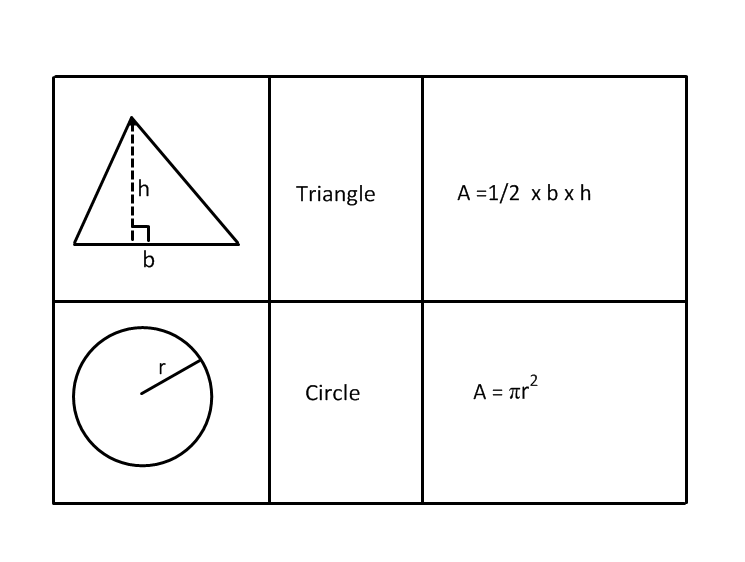 h
b
Triangle
A =1/2  x b x h
r
Circle
A = πr²